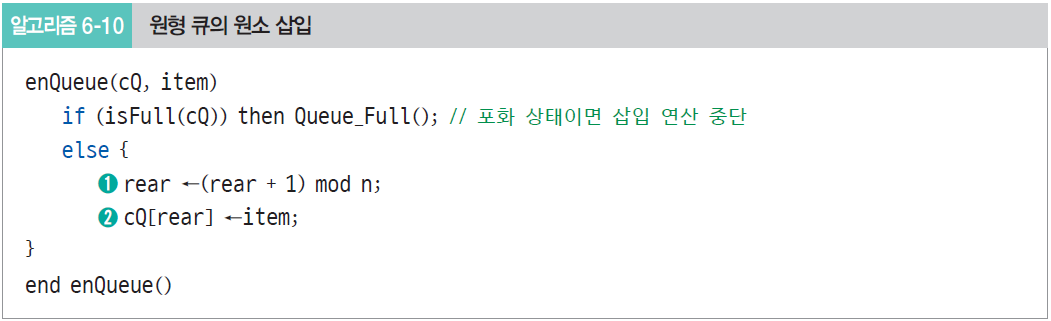 알고리즘 6-10 원형 큐의 원소 삽입
enQueue(cQ, item)
if (isFull(cQ)) then Queue_Full(); // 포화 상태이면 삽입 연산 중단
else {
❶ rear ←(rear + 1) mod n;
❷ cQ[rear] ←item;
}
end enQueue()